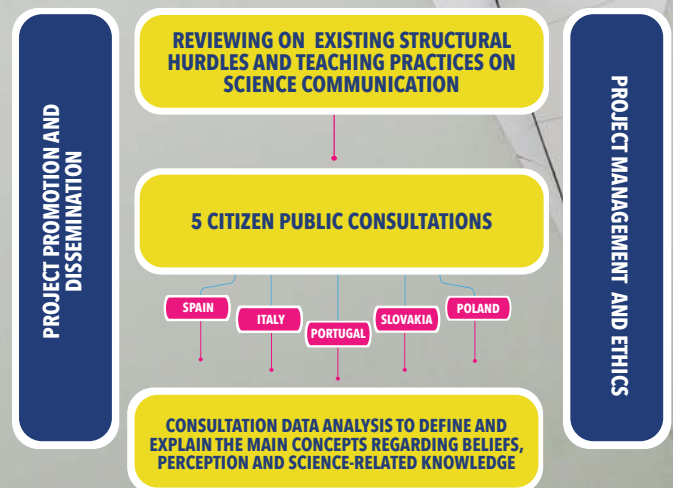 PROJECT PROMOTION AND
DISSEMINATION
REVIEWING ON EXISTING STRUCTURAL
HURDLES AND TEACHING PRACTICES ON
SCIENCE COMMUNICATION
5 CITIZEN PUBLIC CONSULTATIONS
SPAIN
ITALY
PORTUGAL
SLOVAKIA
POLAND
CONSULTATION DATA ANALYSIS TO DEFINE AND
EXPLAIN THE MAIN CONCEPTS REGARDING BELIEFS,
PERCEPTION AND SCIENCE-RELATED KNOWLEDGE
PROJECT MANAGEMENT AND ETHICS